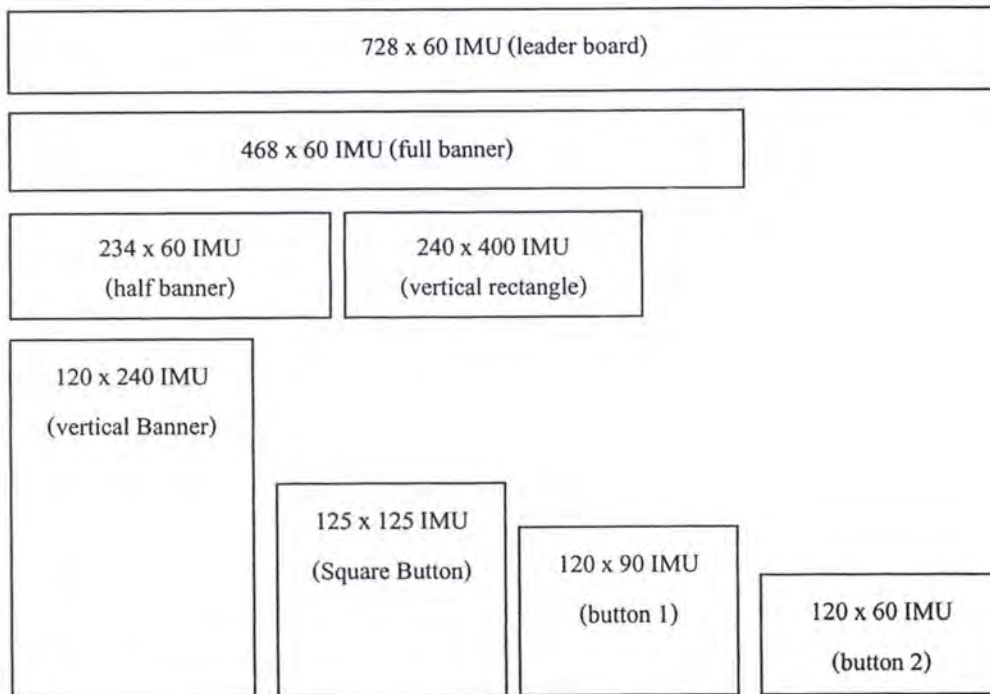 728 x 60 IMU (leader board)
468 x 60 IMU (full banner)
234 x 60 IMU
(half banner)
240 x 400 IMU
(vertical rectangle)
120 x 240 IMU
(vertical Banner)
125 x 125 IMU
(Square Button)
120 x 90 IMU
(button 1)
120 x 60 IMU
(button 2)